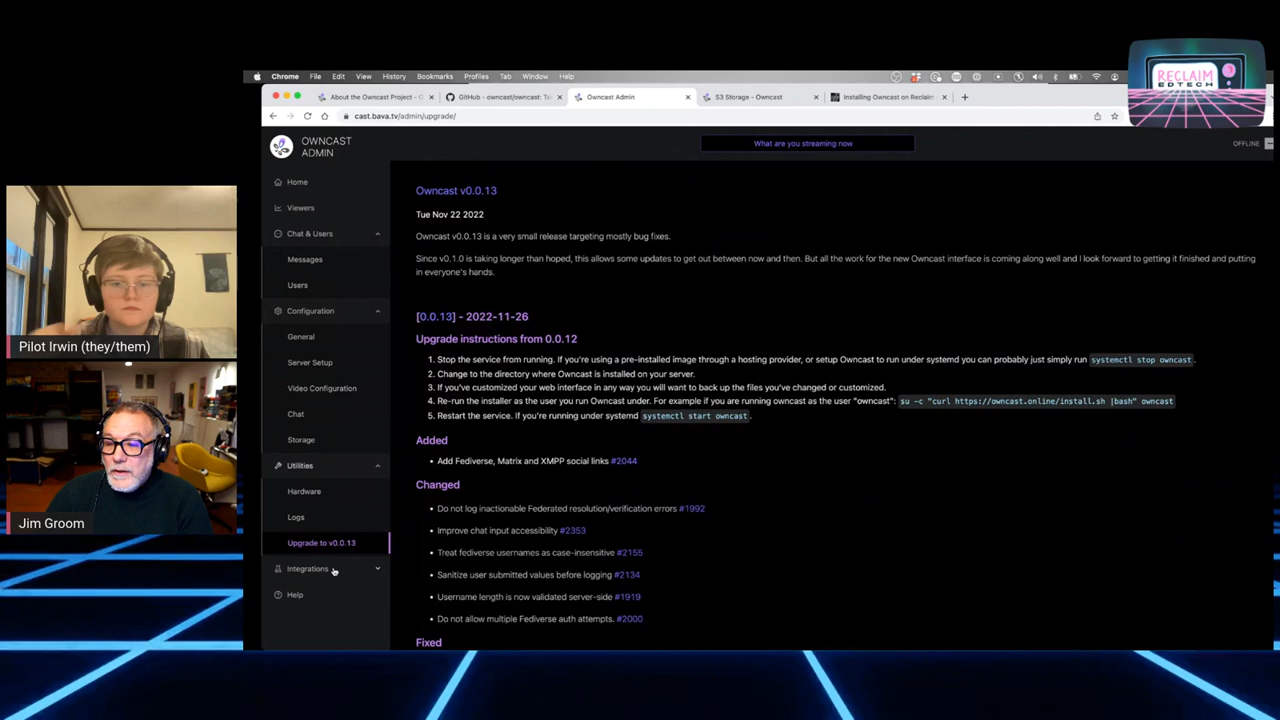 Chrome File Edit View History Bookmarks Profiles Tab Window Help
RECLAIM
EDTECH
About the Owncast Project - O
GitHub - owncast/owncast: Ta
Owncast Admin
S3 Storage - Owncast
Installing Owncast on Reclaim
cast.bava.tv/admin/upgrade/
OWNCAST
ADMIN
What are you streaming now
OFFLINE
Home
Viewers
Chat & Users
Messages
Users
Configuration
General
Server Setup
Video Configuration
Chat
Storage
Utilities
Hardware
Logs
Upgrade to v0.0.13
Integrations
Help
Owncast v0.0.13
Tue Nov 22 2022
Owncast v0.0.13 is a very small release targeting mostly bug fixes.
Since v0.1.0 is taking longer than hoped, this allows some updates to get out between now and then. But all the work for the new Owncast interface is coming along well and I look forward to getting it finished and putting
in everyone's hands.
[0.0.13] - 2022-11-26
Upgrade instructions from 0.0.12
1. Stop the service from running. If you're using a pre-installed image through a hosting provider, or setup Owncast to run under systemd you can probably just simply run systemctl stop owncast.
2. Change to the directory where Owncast is installed on your server.
3. If you've customized your web interface in any way you will want to back up the files you've changed or customized.
4. Re-run the installer as the user you run Owncast under. For example if you are running owncast as the user "owncast": su -c "curl https://owncast.online/install.sh |bash" owncast
5. Restart the service. If you're running under systemd systemctl start owncast.
Added
• Add Fediverse, Matrix and XMPP social links #2044
Changed
• Do not log inactionable Federated resolution/verification errors #1992
• Improve chat input accessibility #2353
• Treat fediverse usernames as case-insensitive #2155
• Sanitize user submitted values before logging #2134
• Username length is now validated server-side #1919
• Do not allow multiple Fediverse auth attempts. #2000
Fixed
Pilot Irwin (they/them)
Jim Groom